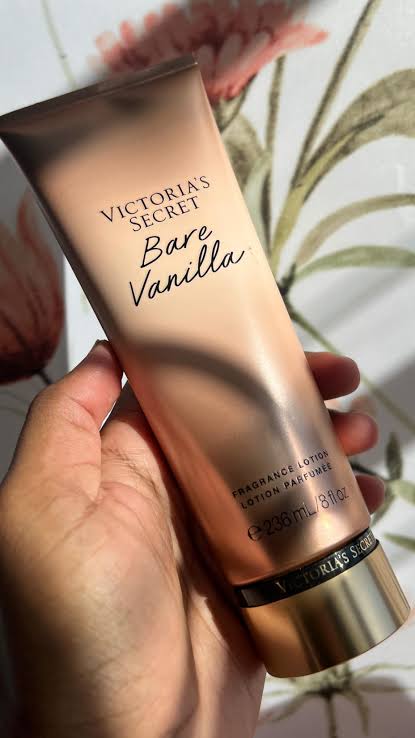 VICTORIA'S
SECRET
Bare
Vanilla
FRAGRANCE LOTION
LOTION PARFUMÉE
℮236 mL/8 fl oz
VICTORIA'S SECRET